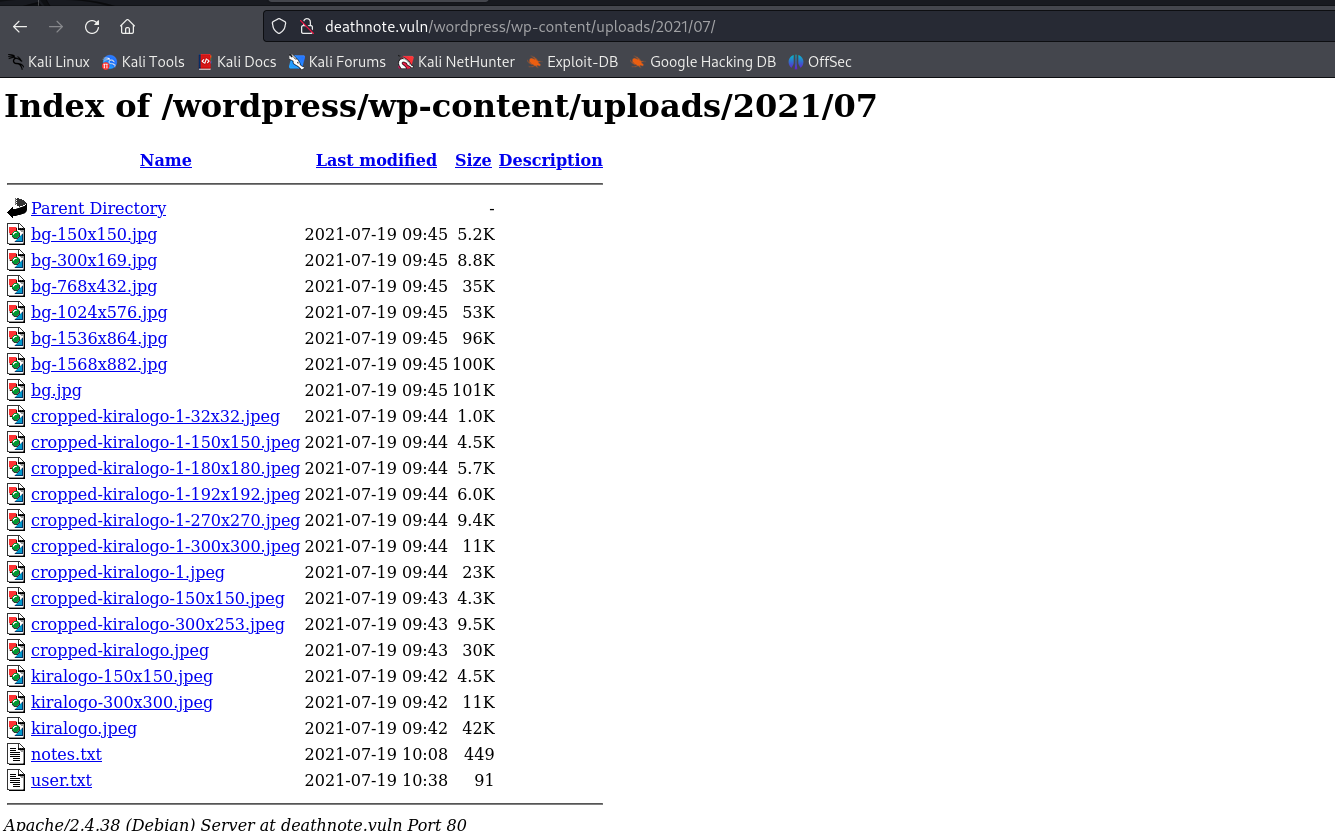 deathnote.vuln/wordpress/wp-content/uploads/2021/07/
Kali Linux Kali Tools Kali Docs Kali Forums Kali NetHunter Exploit-DB Google Hacking DB OffSec
Index of /wordpress/wp-content/uploads/2021/07
Name Last modified Size Description
Parent Directory -
bg-150x150.jpg 2021-07-19 09:45 5.2K
bg-300x169.jpg 2021-07-19 09:45 8.8K
bg-768x432.jpg 2021-07-19 09:45 35K
bg-1024x576.jpg 2021-07-19 09:45 53K
bg-1536x864.jpg 2021-07-19 09:45 96K
bg-1568x882.jpg 2021-07-19 09:45 100K
bg.jpg 2021-07-19 09:45 101K
cropped-kiralogo-1-32x32.jpeg 2021-07-19 09:44 1.0K
cropped-kiralogo-1-150x150.jpeg 2021-07-19 09:44 4.5K
cropped-kiralogo-1-180x180.jpeg 2021-07-19 09:44 5.7K
cropped-kiralogo-1-192x192.jpeg 2021-07-19 09:44 6.0K
cropped-kiralogo-1-270x270.jpeg 2021-07-19 09:44 9.4K
cropped-kiralogo-1-300x300.jpeg 2021-07-19 09:44 11K
cropped-kiralogo-1.jpeg 2021-07-19 09:44 23K
cropped-kiralogo-150x150.jpeg 2021-07-19 09:43 4.3K
cropped-kiralogo-300x253.jpeg 2021-07-19 09:43 9.5K
cropped-kiralogo.jpeg 2021-07-19 09:43 30K
kiralogo-150x150.jpeg 2021-07-19 09:42 4.5K
kiralogo-300x300.jpeg 2021-07-19 09:42 11K
kiralogo.jpeg 2021-07-19 09:42 42K
notes.txt 2021-07-19 10:08 449
user.txt 2021-07-19 10:38 91
Apache/2.4.38 (Debian) Server at deathnote.vuln Port 80